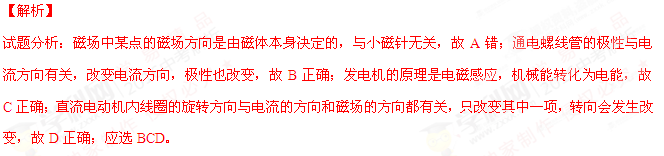 【解析】
试题分析：磁场中某点的磁场方向是由磁体本身决定的，与小磁针无关，故 A 错；通电螺线管的极性与电
流方向有关，改变电流方向，极性也改变，故 B 正确；发电机的原理是电磁感应，机械能转化为电能，故
C 正确；直流电动机内线圈的旋转方向与电流的方向和磁场的方向都有关，只改变其中一项，转向会发生改
变，故 D 正确；应选 BCD。